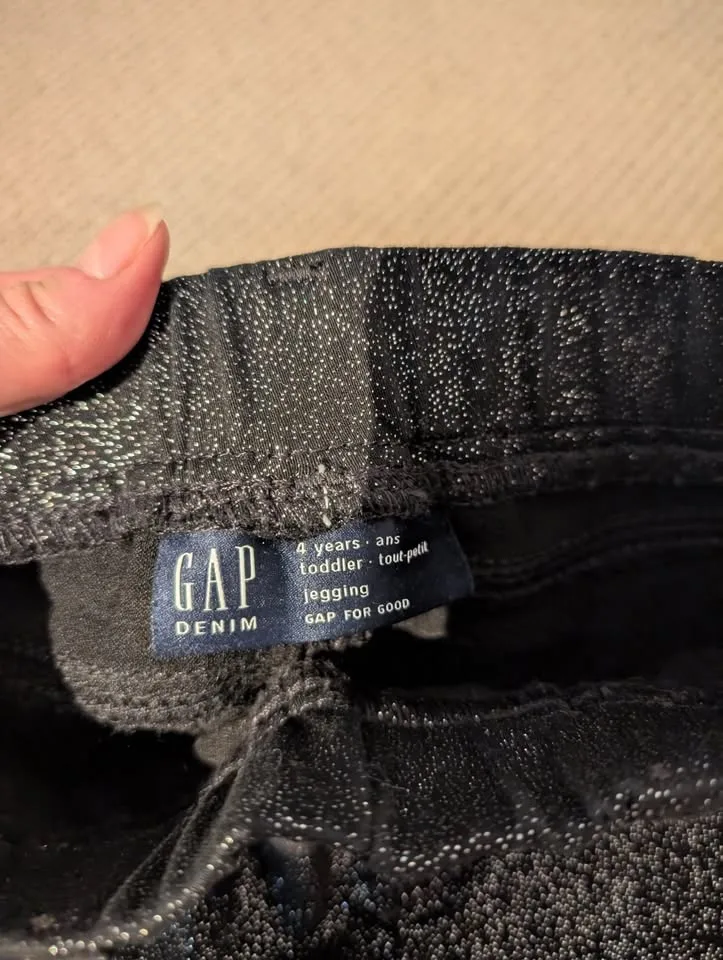 GAP
DENIM
4 years · ans
toddler · tout-petit
jegging
GAP FOR GOOD